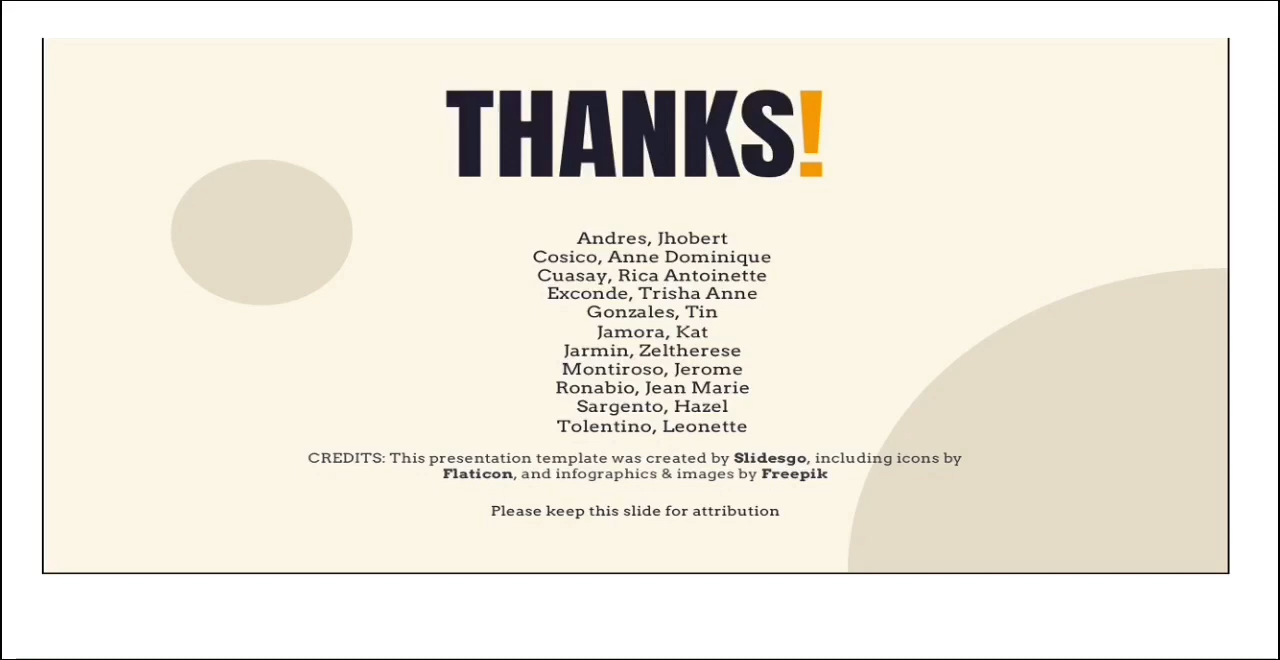 THANKS!
Andres, Jhobert
Cosico, Anne Dominique
Cuasay, Rica Antoinette
Exconde, Trisha Anne
Gonzales, Tin
Jamora, Kat
Jarmin, Zeltherese
Montiroso, Jerome
Ronabio, Jean Marie
Sargento, Hazel
Tolentino, Leonette
CREDITS: This presentation template was created by Slidesgo, including icons by
Flaticon, and infographics & images by Freepik
Please keep this slide for attribution